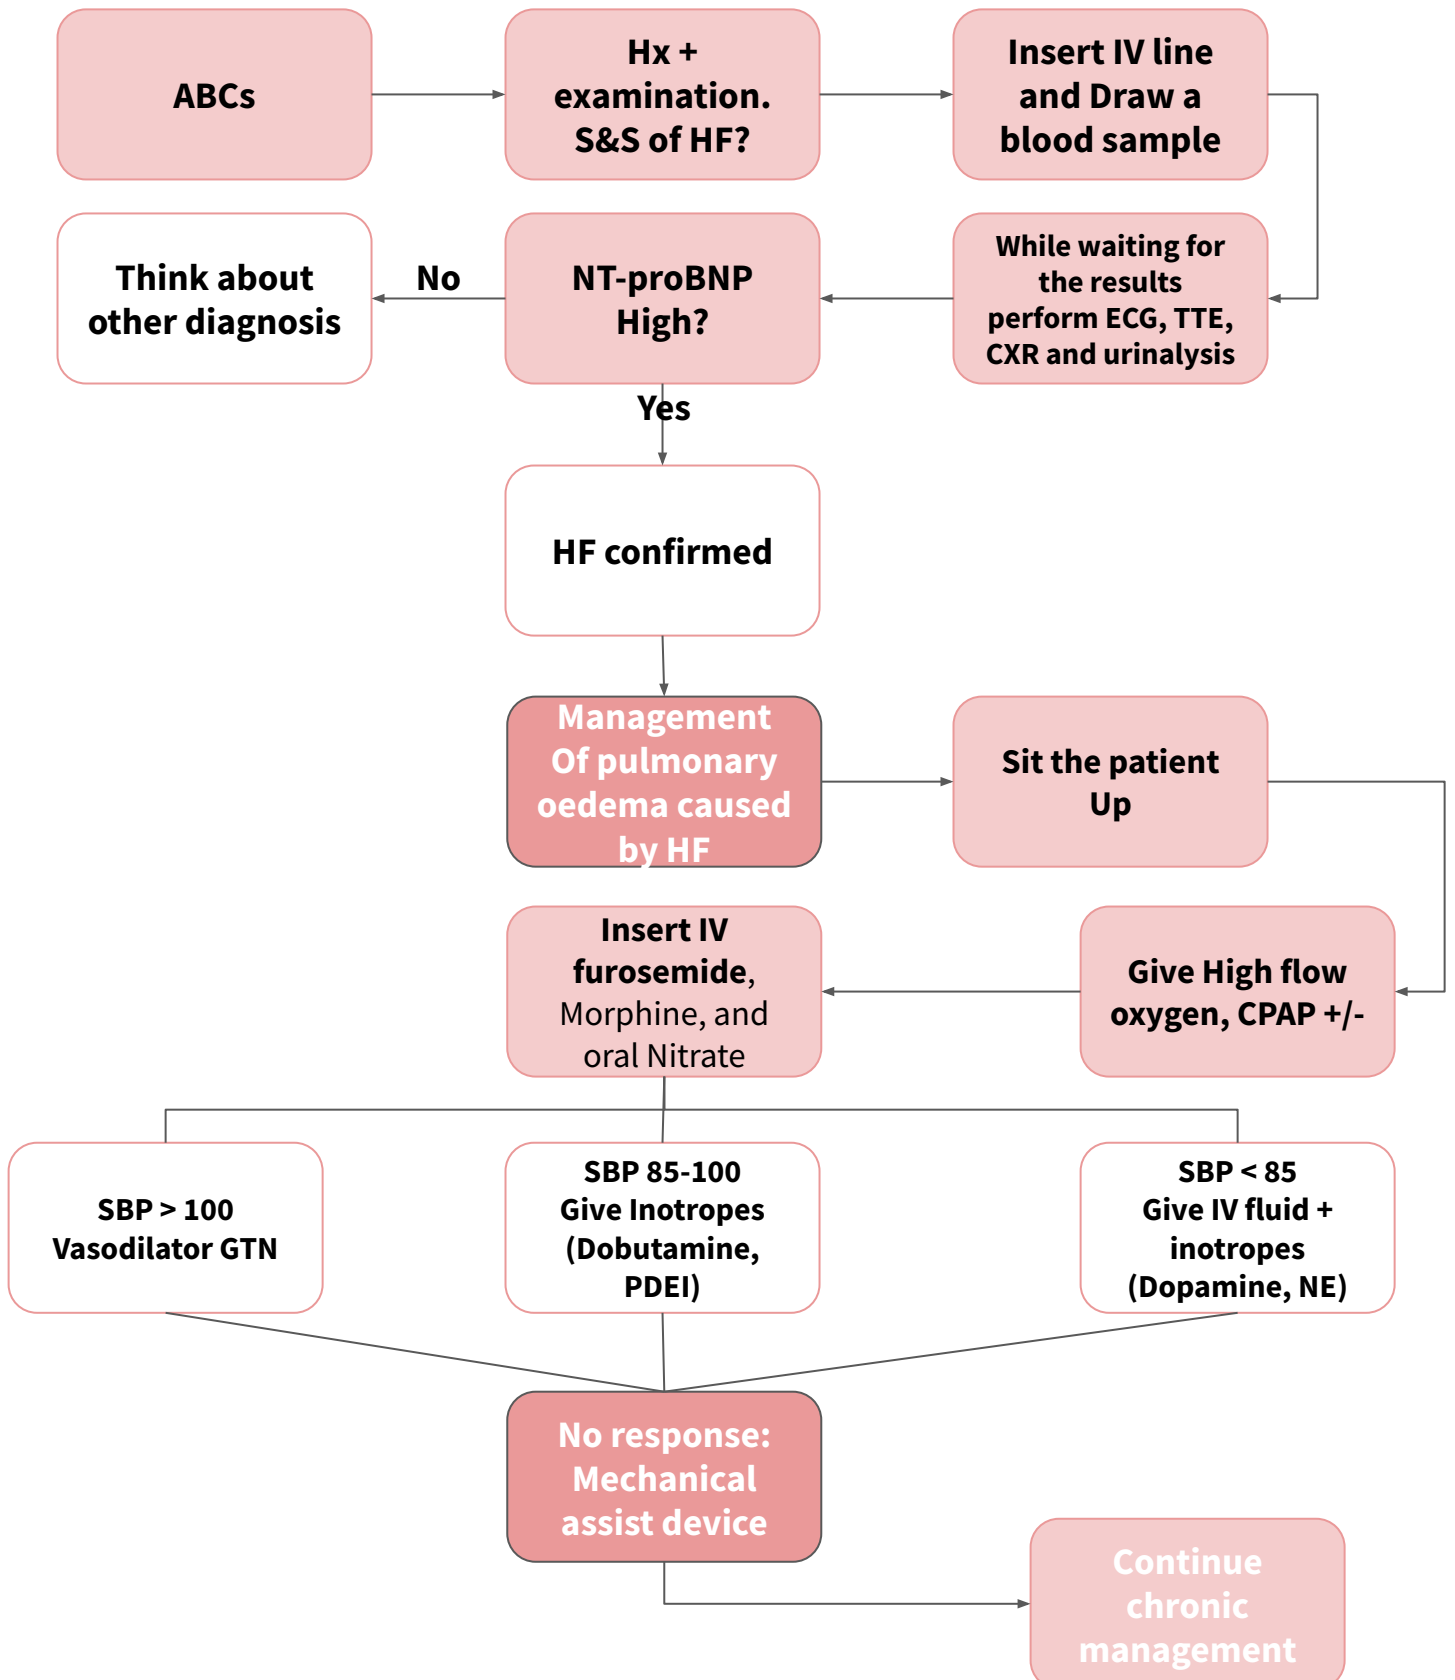 ABCs
Hx +
examination.
S&S of HF?
Insert IV line
and Draw a
blood sample
While waiting for
the results
perform ECG, TTE,
CXR and urinalysis
NT-proBNP
High?
No
Think about
other diagnosis
Yes
HF confirmed
Management
Of pulmonary
oedema caused
by HF
Sit the patient
Up
Give High flow
oxygen, CPAP +/-
Insert IV
furosemide,
Morphine, and
oral Nitrate
SBP > 100
Vasodilator GTN
SBP 85-100
Give Inotropes
(Dobutamine,
PDEI)
SBP < 85
Give IV fluid +
inotropes
(Dopamine, NE)
No response:
Mechanical
assist device
Continue
chronic
management